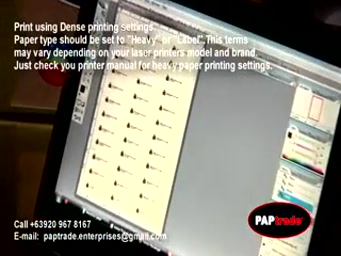 Print using Dense printing settings.
Paper type should be set to "Heavy" or "Label".This terms
may vary depending on your laser printers model and brand.
Just check you printer manual for heavy paper printing settings.
PAPtrade
Call +63920 967 8167
E-mail:  paptrade.enterprises@gmail.com